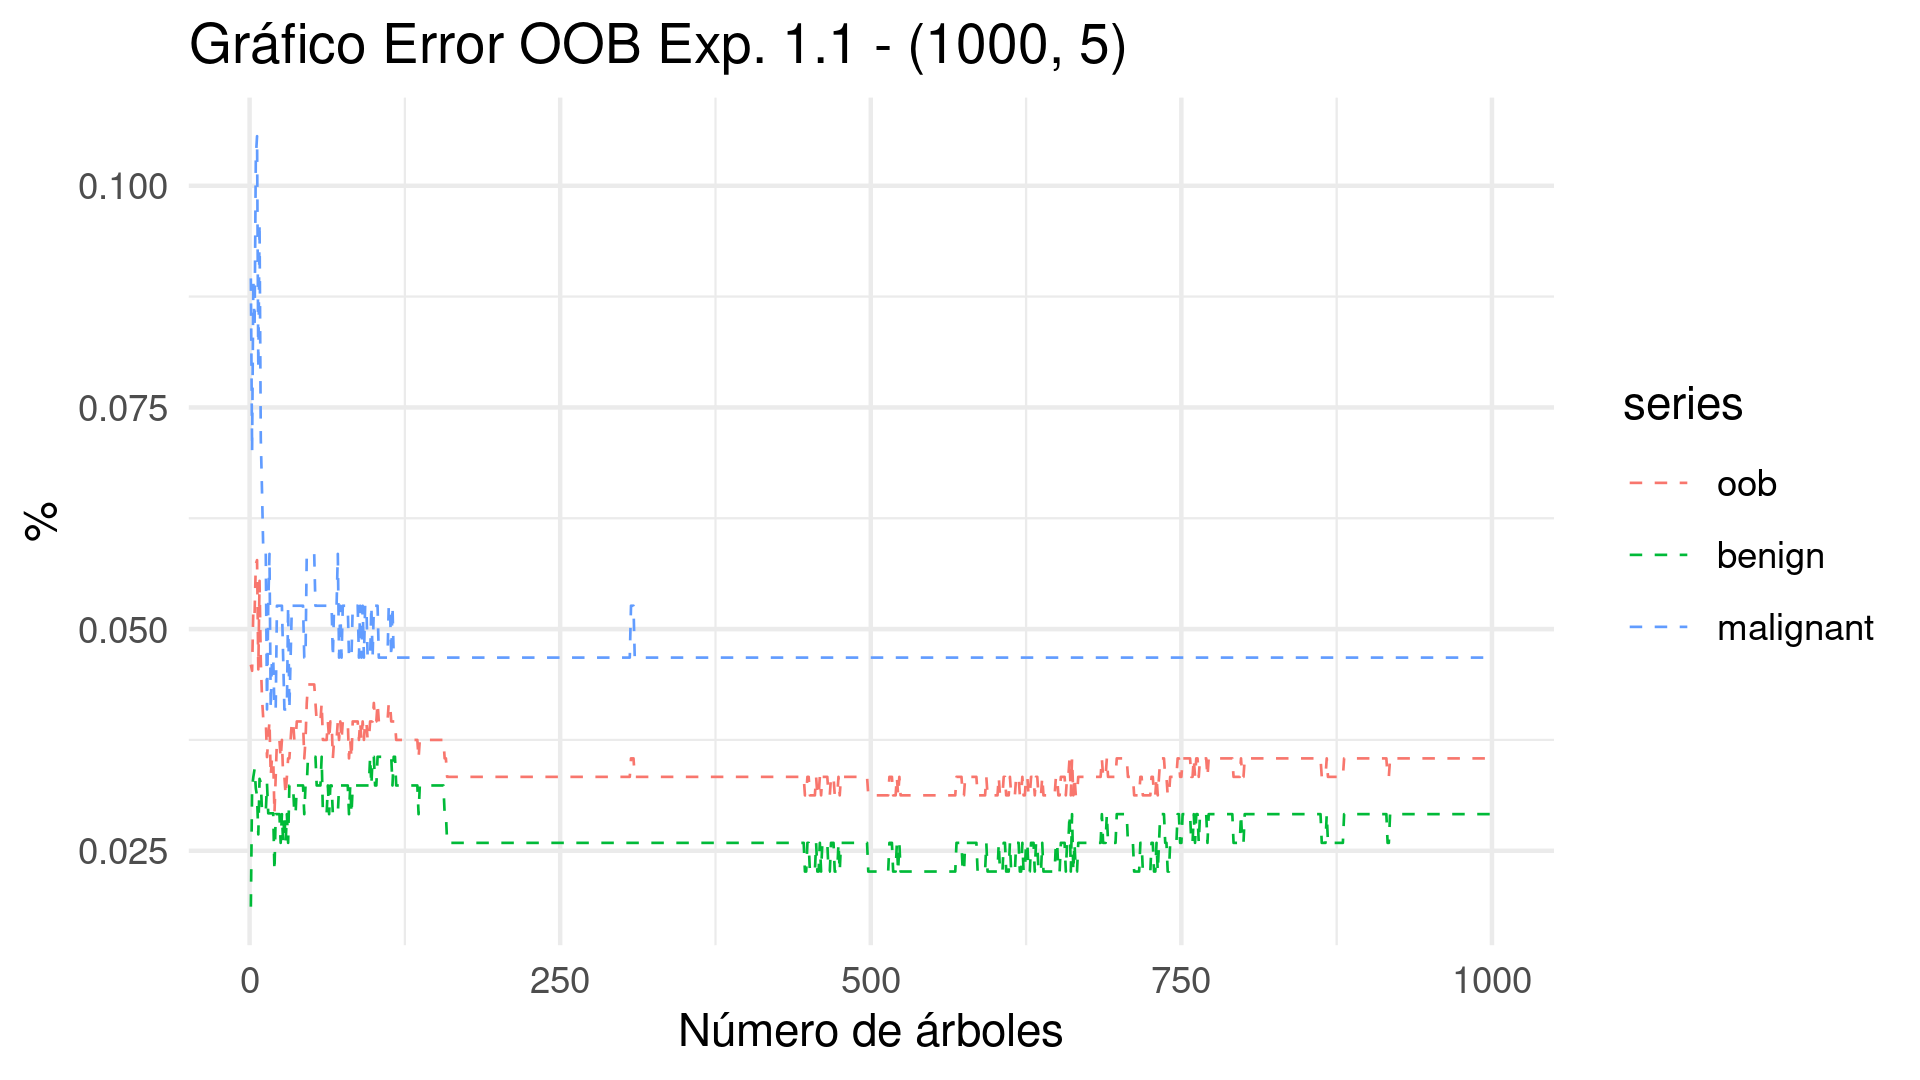 Gráfico Error OOB Exp. 1.1 - (1000, 5)
%
0.100
0.075
0.050
0.025
0
250
500
750
1000
Número de árboles
series
oob
benign
malignant